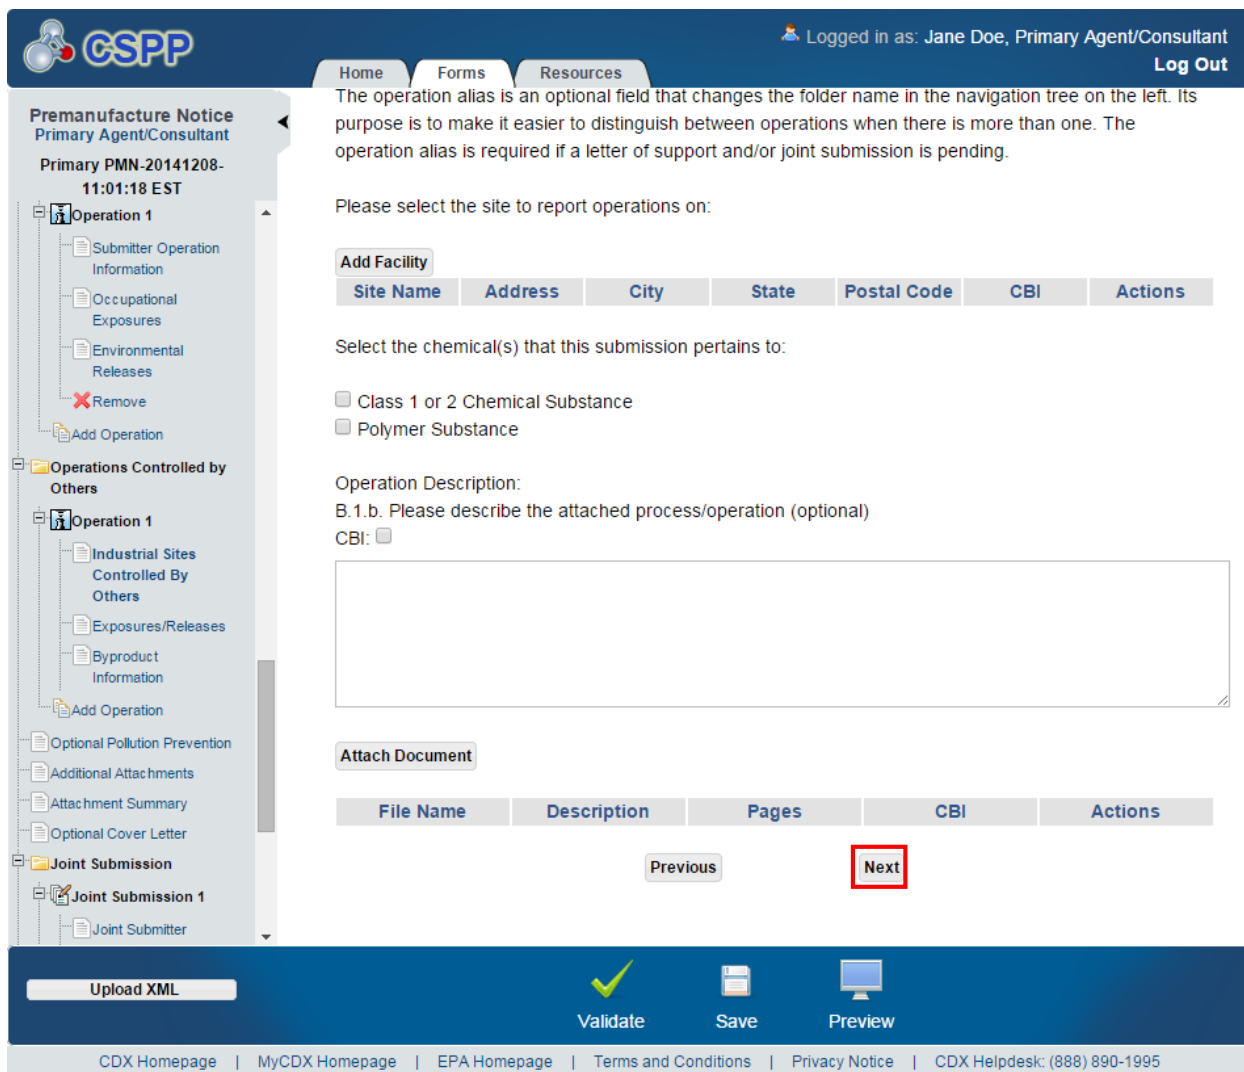 CSPP
Logged in as: Jane Doe, Primary Agent/Consultant
Log Out
Home
Forms
Resources
Premanufacture Notice
Primary Agent/Consultant
Primary PMN-20141208-
11:01:18 EST
Operation 1
Submitter Operation
Information
Occupational
Exposures
Environmental
Releases
Remove
Add Operation
Operations Controlled by
Others
Operation 1
Industrial Sites
Controlled By
Others
Exposures/Releases
Byproduct
Information
Add Operation
Optional Pollution Prevention
Additional Attachments
Attachment Summary
Optional Cover Letter
Joint Submission
Joint Submission 1
Joint Submitter
The operation alias is an optional field that changes the folder name in the navigation tree on the left. Its
purpose is to make it easier to distinguish between operations when there is more than one. The
operation alias is required if a letter of support and/or joint submission is pending.
Please select the site to report operations on:
Add Facility
Site Name Address City State Postal Code CBI Actions
Select the chemical(s) that this submission pertains to:
Class 1 or 2 Chemical Substance
Polymer Substance
Operation Description:
B.1.b. Please describe the attached process/operation (optional)
CBI:
Attach Document
File Name Description Pages CBI Actions
Previous Next
Upload XML
Validate Save Preview
CDX Homepage | MyCDX Homepage | EPA Homepage | Terms and Conditions | Privacy Notice | CDX Helpdesk: (888) 890-1995